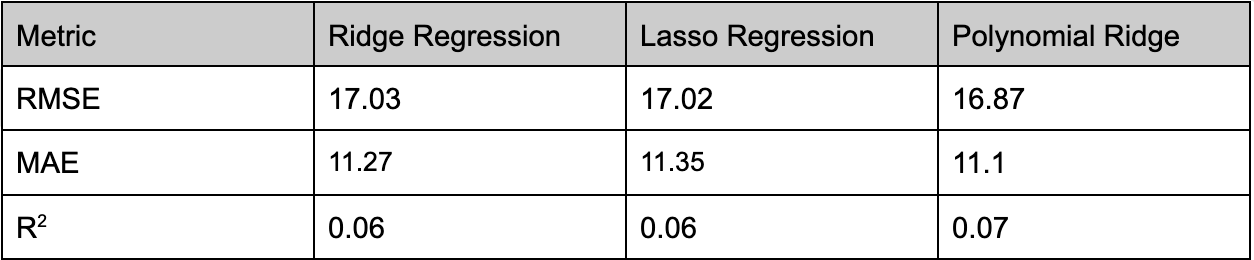 Metric Ridge Regression Lasso Regression Polynomial Ridge
RMSE 17.03 17.02 16.87
MAE 11.27 11.35 11.1
R² 0.06 0.06 0.07